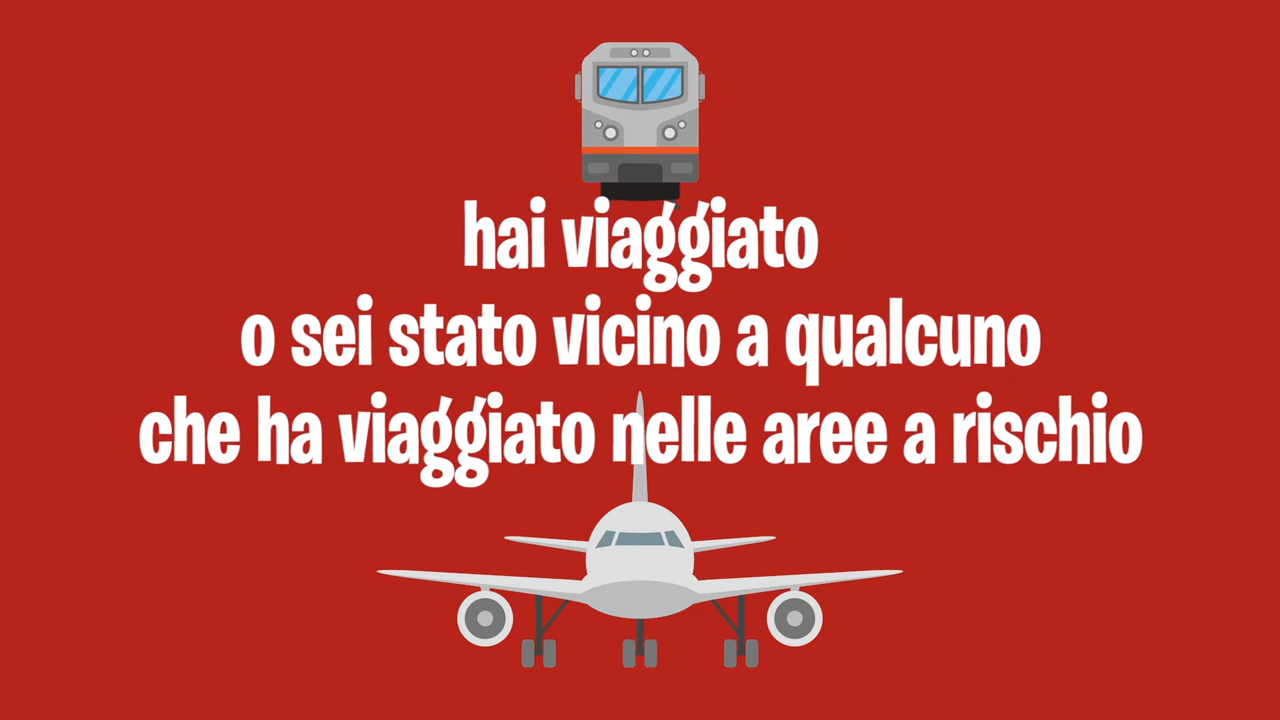 hai viaggiato
o sei stato vicino a qualcuno
che ha viaggiato nelle aree a rischio